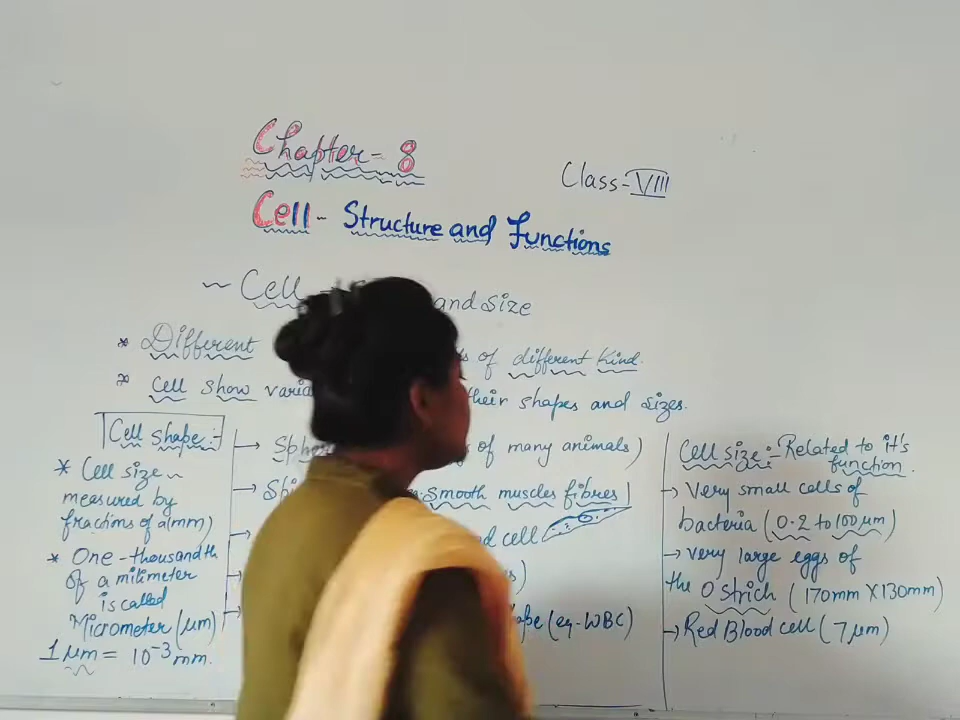 Chapter- 8
Class-VIII
Cell - Structure and Functions
~ Cell and size
* Different of different kind.
* Cell show their shapes and sizes.
Cell shape:-
* Cell size~
measured by
fractions of a(mm)
* One-thousandth
of a milimeter
is called
Micrometer (μm)
1 μm = 10⁻³ mm.
→ of many animals)
→ smooth muscles fibres)
cell
(eg-WBC)
Cell size:- Related to it's
function.
→ Very small cells of
bacteria (0.2 to 100 μm)
→ very large eggs of
the Ostrich (170mm X 130mm)
→ Red Blood cell (7 μm)